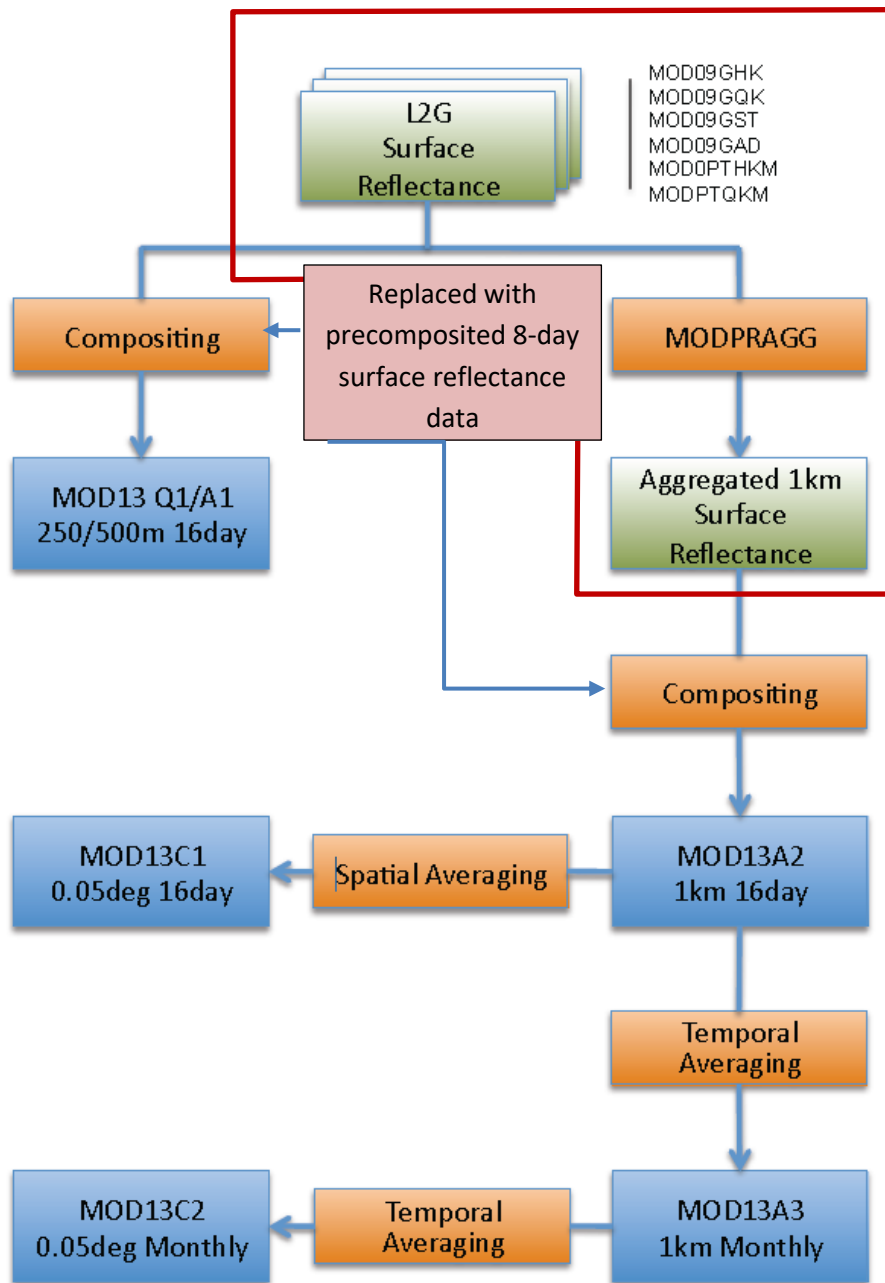 L2G
Surface
Reflectance
MOD09GHK
MOD09GQK
MOD09GST
MOD09GAD
MOD0PTHKM
MODPTQKM
Compositing
Replaced with
precomposited 8-day
surface reflectance
data
MODPRAGG
MOD13 Q1/A1
250/500m 16day
Aggregated 1km
Surface
Reflectance
Compositing
MOD13C1
0.05deg 16day
Spatial Averaging
MOD13A2
1km 16day
Temporal
Averaging
MOD13C2
0.05deg Monthly
Temporal
Averaging
MOD13A3
1km Monthly